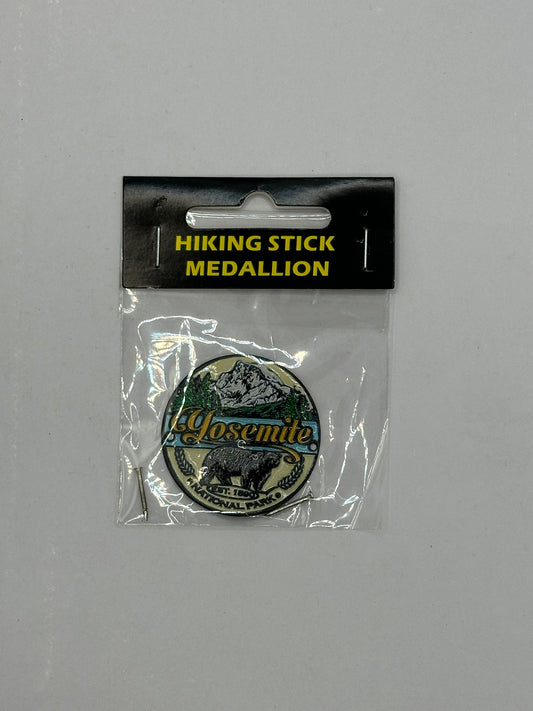 HIKING STICK
MEDALLION
Yosemite
EST. 1890
NATIONAL PARK